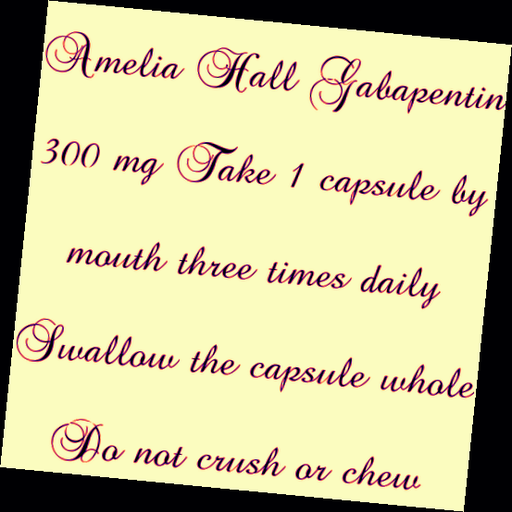 Amelia Hall Gabapentin
300 mg Take 1 capsule by
mouth three times daily
Swallow the capsule whole
Do not crush or chew